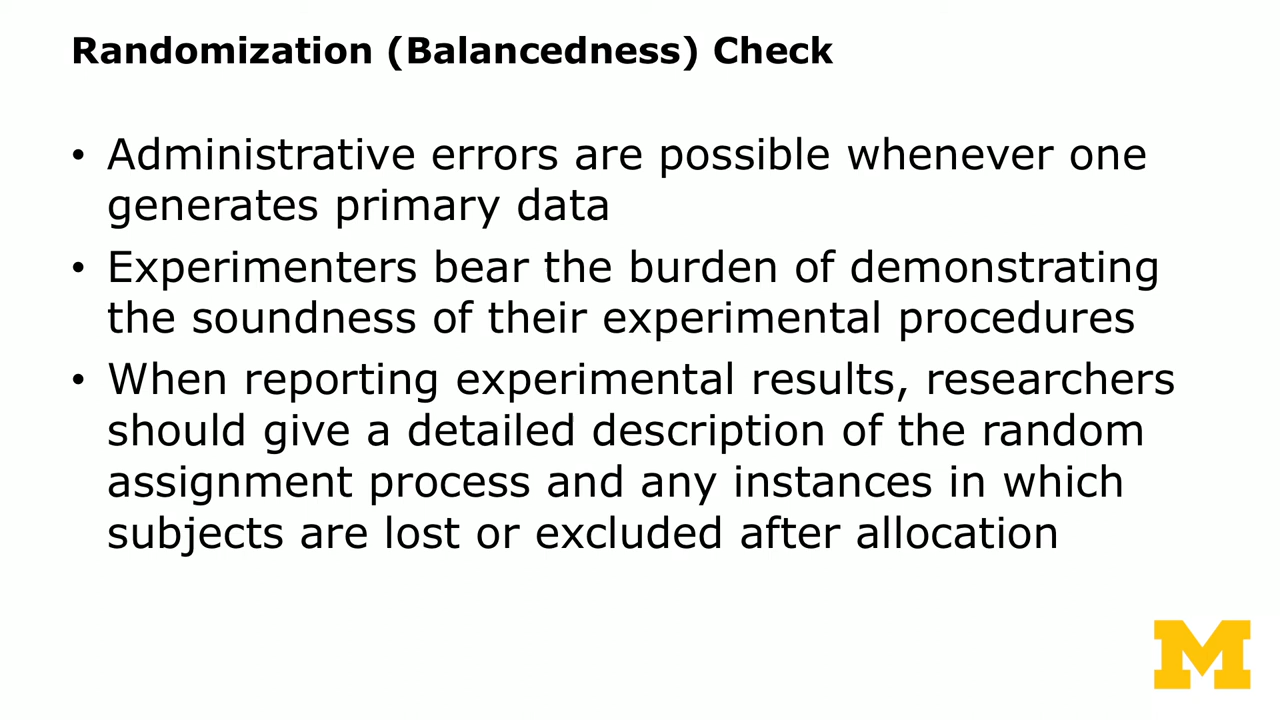 Randomization (Balancedness) Check
• Administrative errors are possible whenever one
generates primary data
• Experimenters bear the burden of demonstrating
the soundness of their experimental procedures
• When reporting experimental results, researchers
should give a detailed description of the random
assignment process and any instances in which
subjects are lost or excluded after allocation
M